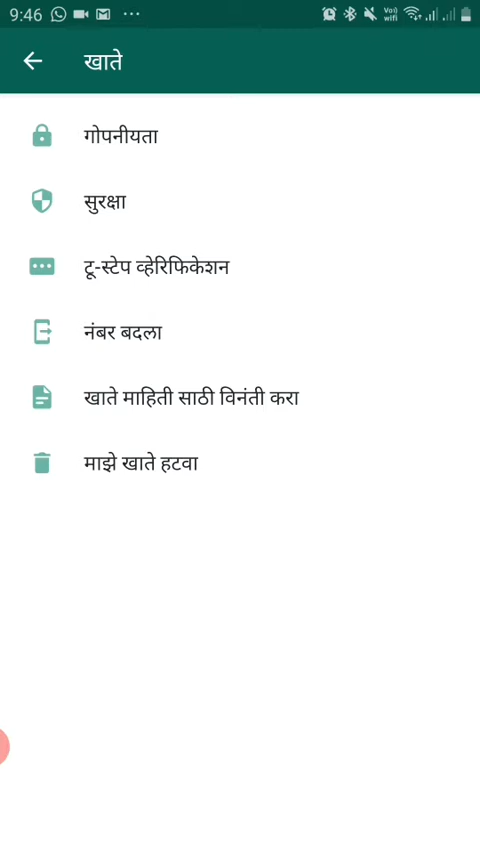 9:46
खाते
गोपनीयता
सुरक्षा
टू-स्टेप व्हेरिफिकेशन
नंबर बदला
खाते माहिती साठी विनंती करा
माझे खाते हटवा